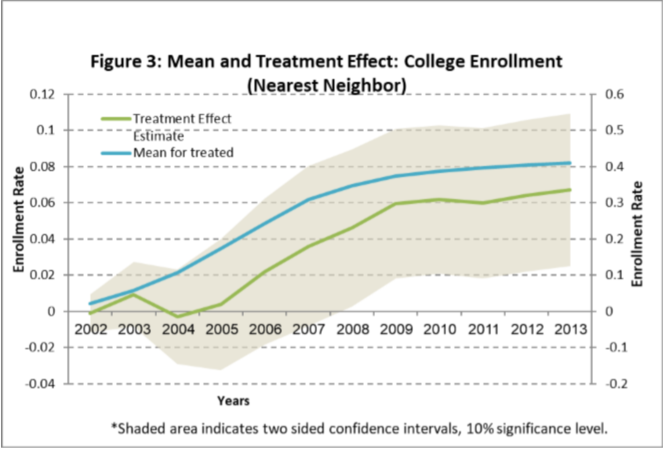 Figure 3: Mean and Treatment Effect: College Enrollment
(Nearest Neighbor)
0.12
0.1
0.08
0.06
0.04
0.02
0
-0.02
-0.04
Enrollment Rate
Treatment Effect
Estimate
Mean for treated
0.6
0.5
0.4
0.3
0.2
0.1
0
-0.1
-0.2
Enrollment Rate
2002 2003 2004 2005 2006 2007 2008 2009 2010 2011 2012 2013
Years
*Shaded area indicates two sided confidence intervals, 10% significance level.